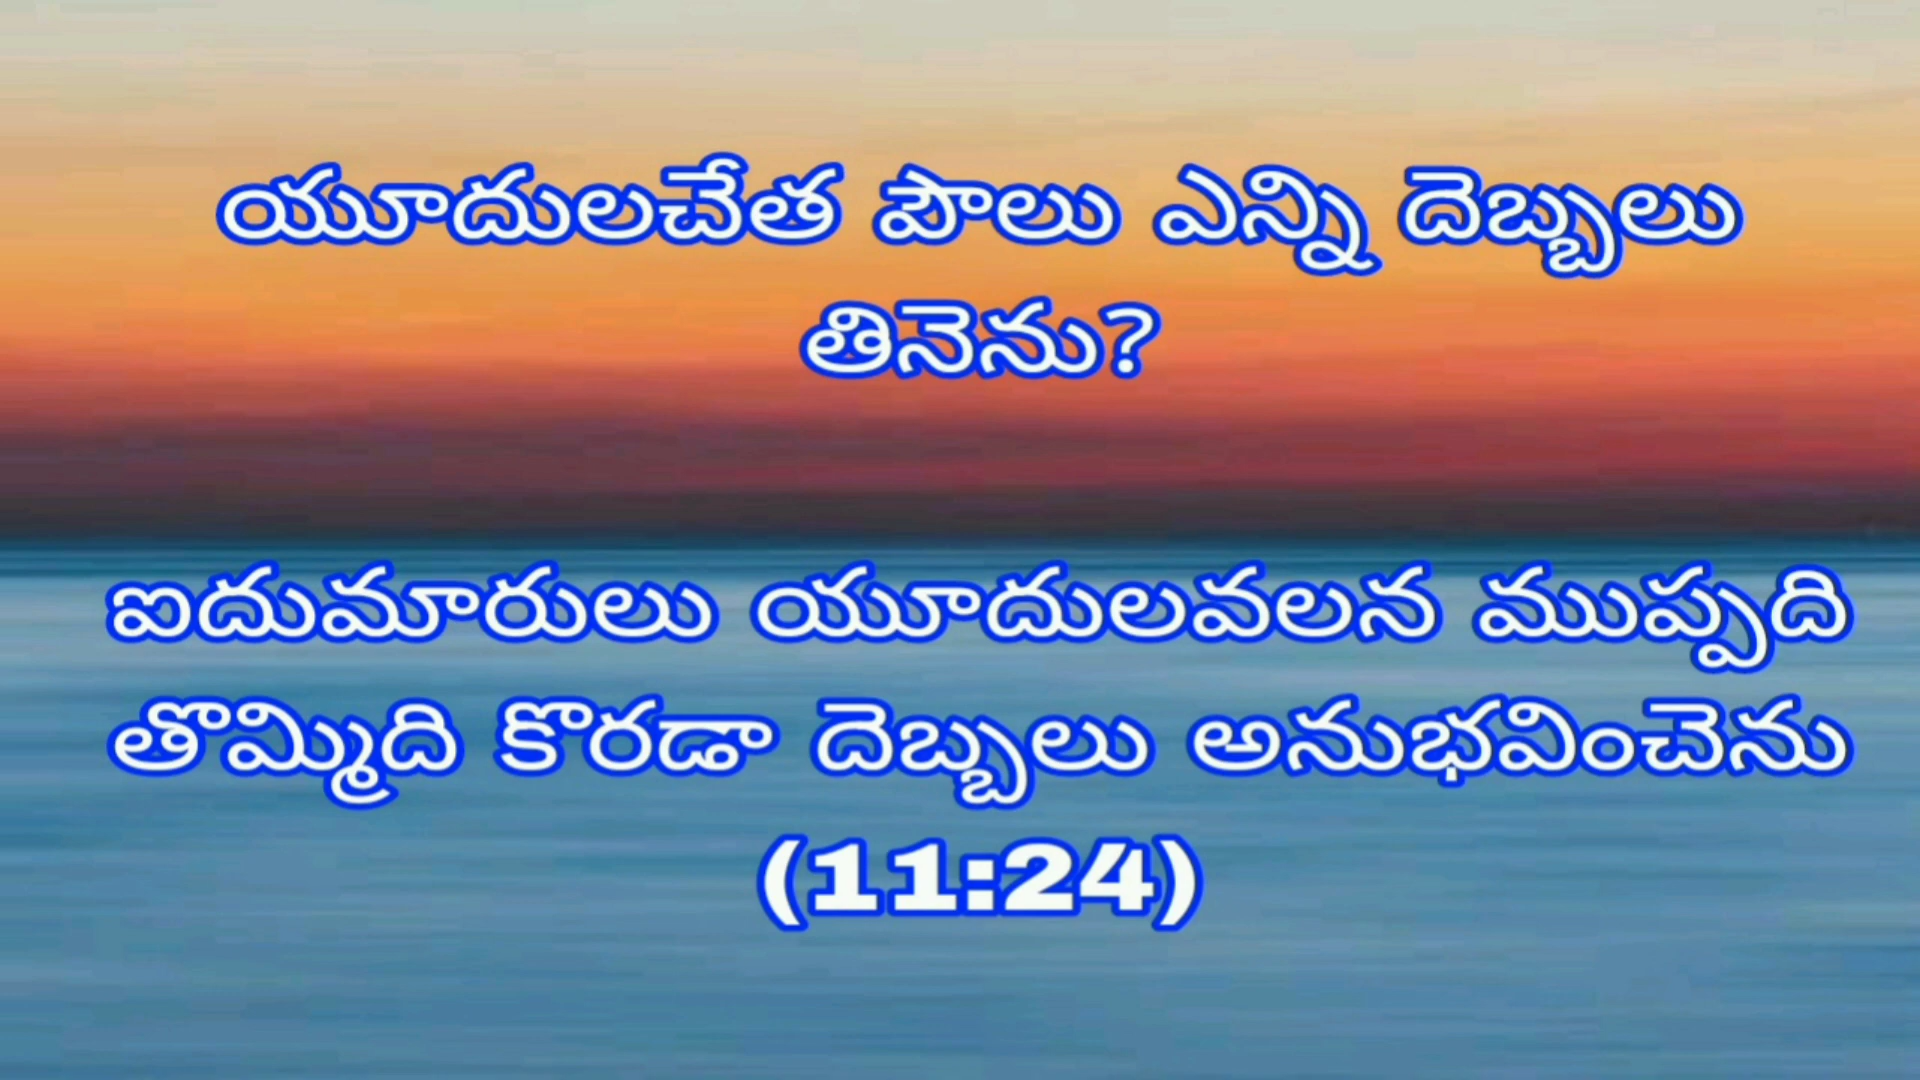 యూదులచేత పౌలు ఎన్ని దెబ్బలు
తినెను?
ఐదుమారులు యూదులవలన ముప్పది
తొమ్మిది కొరడా దెబ్బలు అనుభవించెను
(11:24)